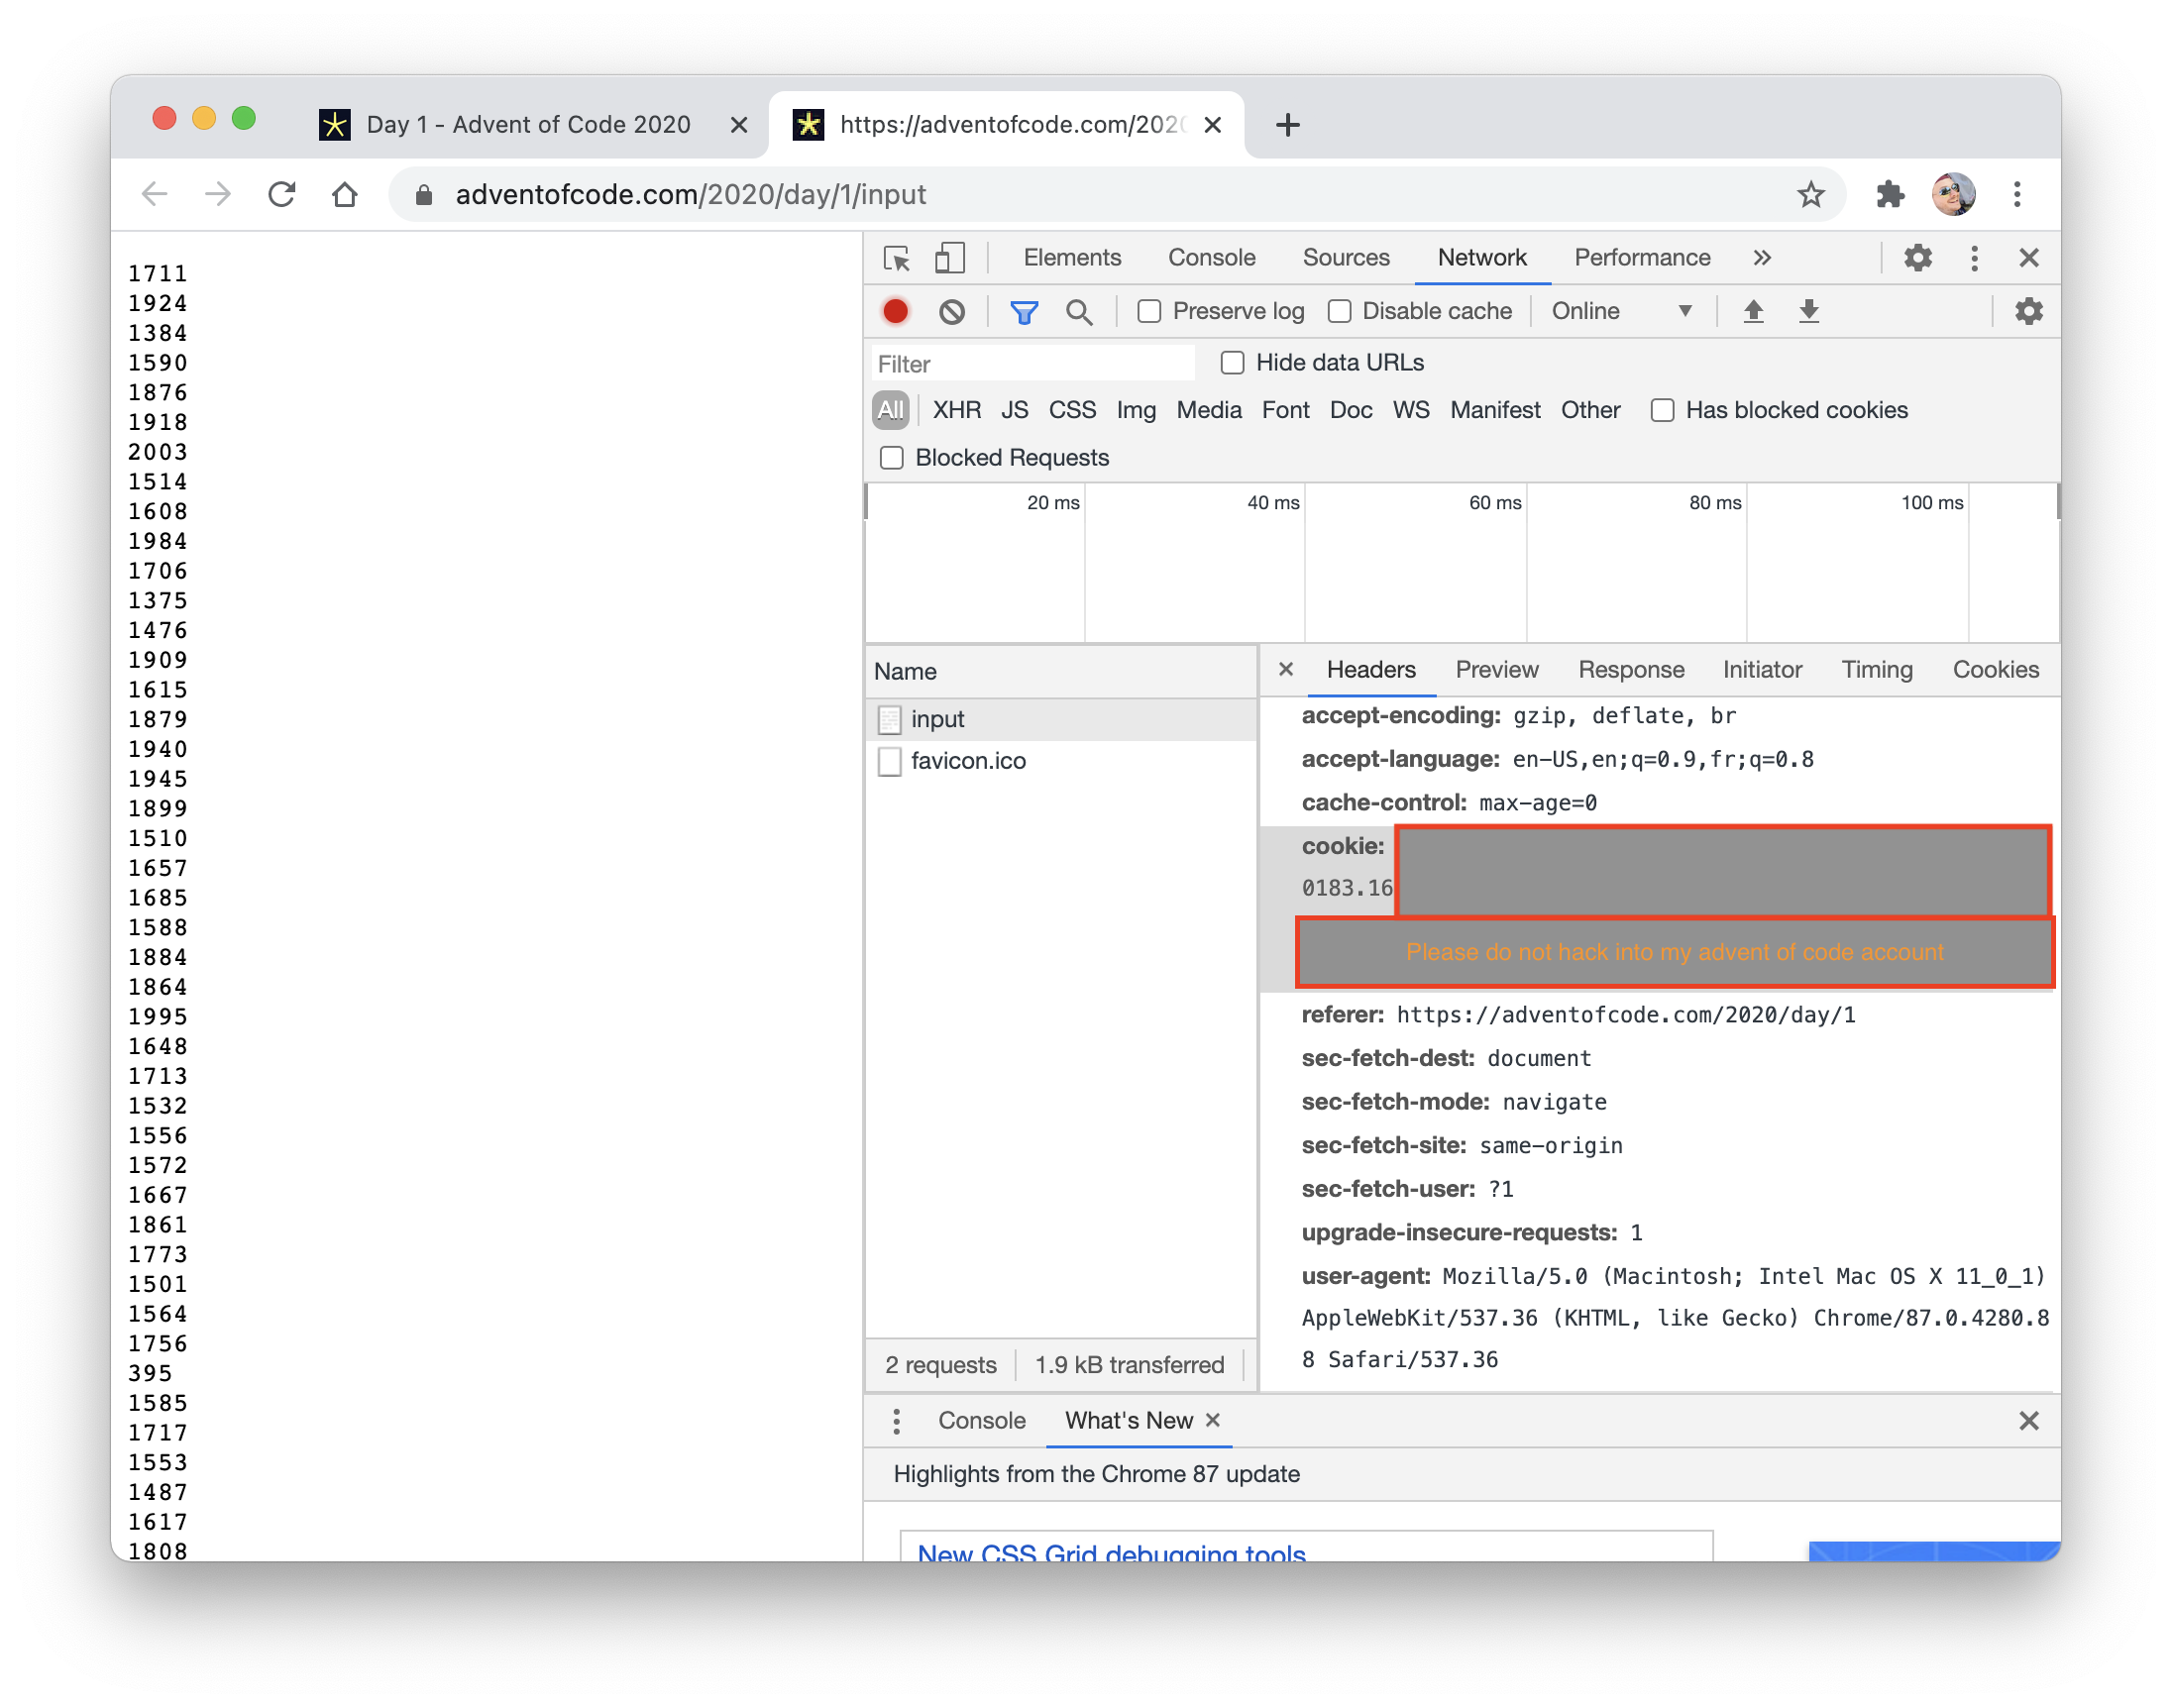 Day 1 - Advent of Code 2020
https://adventofcode.com/202
adventofcode.com/2020/day/1/input
1711
1924
1384
1590
1876
1918
2003
1514
1608
1984
1706
1375
1476
1909
1615
1879
1940
1945
1899
1510
1657
1685
1588
1884
1864
1995
1648
1713
1532
1556
1572
1667
1861
1773
1501
1564
1756
395
1585
1717
1553
1487
1617
1808
Elements Console Sources Network Performance »
Preserve log Disable cache Online
Filter Hide data URLs
All XHR JS CSS Img Media Font Doc WS Manifest Other Has blocked cookies
Blocked Requests
20 ms 40 ms 60 ms 80 ms 100 ms
Name
input
favicon.ico
2 requests 1.9 kB transferred
Headers Preview Response Initiator Timing Cookies
accept-encoding: gzip, deflate, br
accept-language: en-US,en;q=0.9,fr;q=0.8
cache-control: max-age=0
cookie:
0183.16
Please do not hack into my advent of code account
referer: https://adventofcode.com/2020/day/1
sec-fetch-dest: document
sec-fetch-mode: navigate
sec-fetch-site: same-origin
sec-fetch-user: ?1
upgrade-insecure-requests: 1
user-agent: Mozilla/5.0 (Macintosh; Intel Mac OS X 11_0_1)
AppleWebKit/537.36 (KHTML, like Gecko) Chrome/87.0.4280.8
8 Safari/537.36
Console What's New
Highlights from the Chrome 87 update
New CSS Grid debugging tools